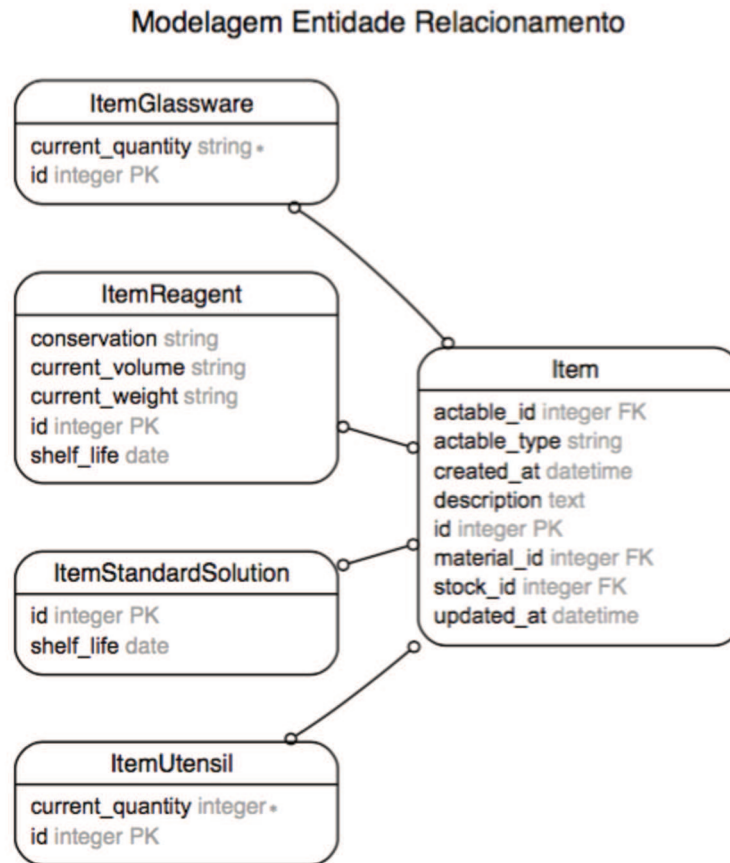 Modelagem Entidade Relacionamento
ItemGlassware
current_quantity string *
id integer PK
ItemReagent
conservation string
current_volume string
current_weight string
id integer PK
shelf_life date
Item
actable_id integer FK
actable_type string
created_at datetime
description text
id integer PK
material_id integer FK
stock_id integer FK
updated_at datetime
ItemStandardSolution
id integer PK
shelf_life date
ItemUtensil
current_quantity integer *
id integer PK